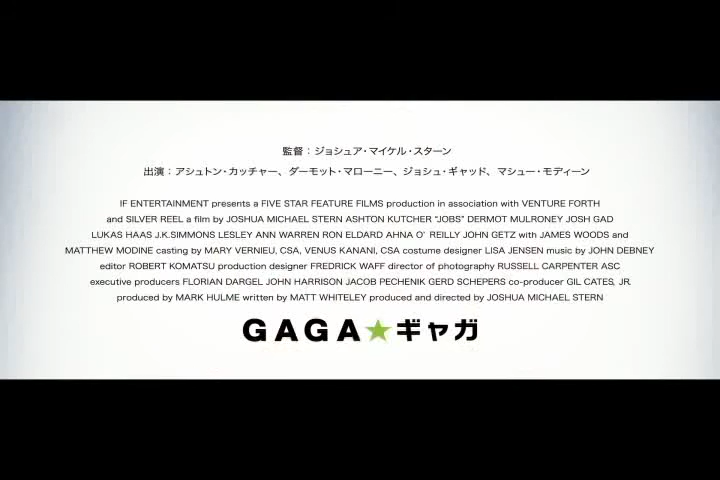 監督：ジョシュア・マイケル・スターン
出演：アシュトン・カッチャー、ダーモット・マローニー、ジョシュ・ギャッド、マシュー・モディーン
IF ENTERTAINMENT presents a FIVE STAR FEATURE FILMS production in association with VENTURE FORTH
and SILVER REEL a film by JOSHUA MICHAEL STERN ASHTON KUTCHER “JOBS” DERMOT MULRONEY JOSH GAD
LUKAS HAAS J.K.SIMMONS LESLEY ANN WARREN RON ELDARD AHNA O’ REILLY JOHN GETZ with JAMES WOODS and
MATTHEW MODINE casting by MARY VERNIEU, CSA, VENUS KANANI, CSA costume designer LISA JENSEN music by JOHN DEBNEY
editor ROBERT KOMATSU production designer FREDRICK WAFF director of photography RUSSELL CARPENTER ASC
executive producers FLORIAN DARGEL JOHN HARRISON JACOB PECHENIK GERD SCHEPERS co-producer GIL CATES, JR.
produced by MARK HULME written by MATT WHITELEY produced and directed by JOSHUA MICHAEL STERN
GAGA★ギャガ